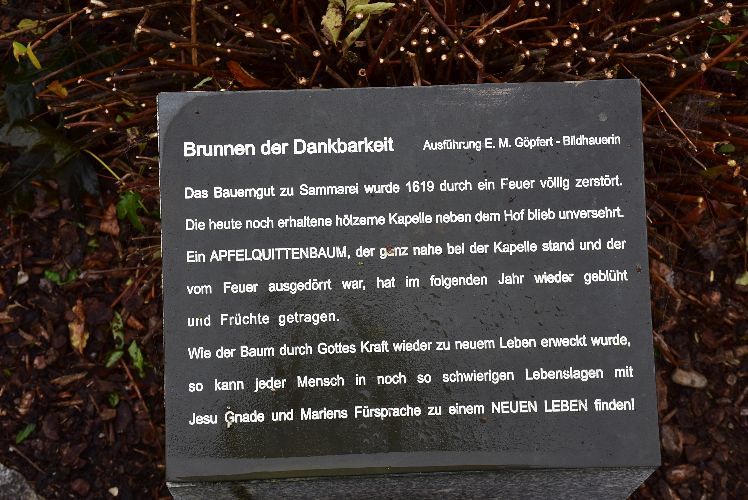 Brunnen der Dankbarkeit Ausführung E. M. Göpfert - Bildhauerin
Das Bauerngut zu Sammarei wurde 1619 durch ein Feuer völlig zerstört.
Die heute noch erhaltene hölzerne Kapelle neben dem Hof blieb unversehrt.
Ein APFELQUITTENBAUM, der ganz nahe bei der Kapelle stand und der
vom Feuer ausgedörrt war, hat im folgenden Jahr wieder geblüht
und Früchte getragen.
Wie der Baum durch Gottes Kraft wieder zu neuem Leben erweckt wurde,
so kann jeder Mensch in noch so schwierigen Lebenslagen mit
Jesu Gnade und Mariens Fürsprache zu einem NEUEN LEBEN finden!